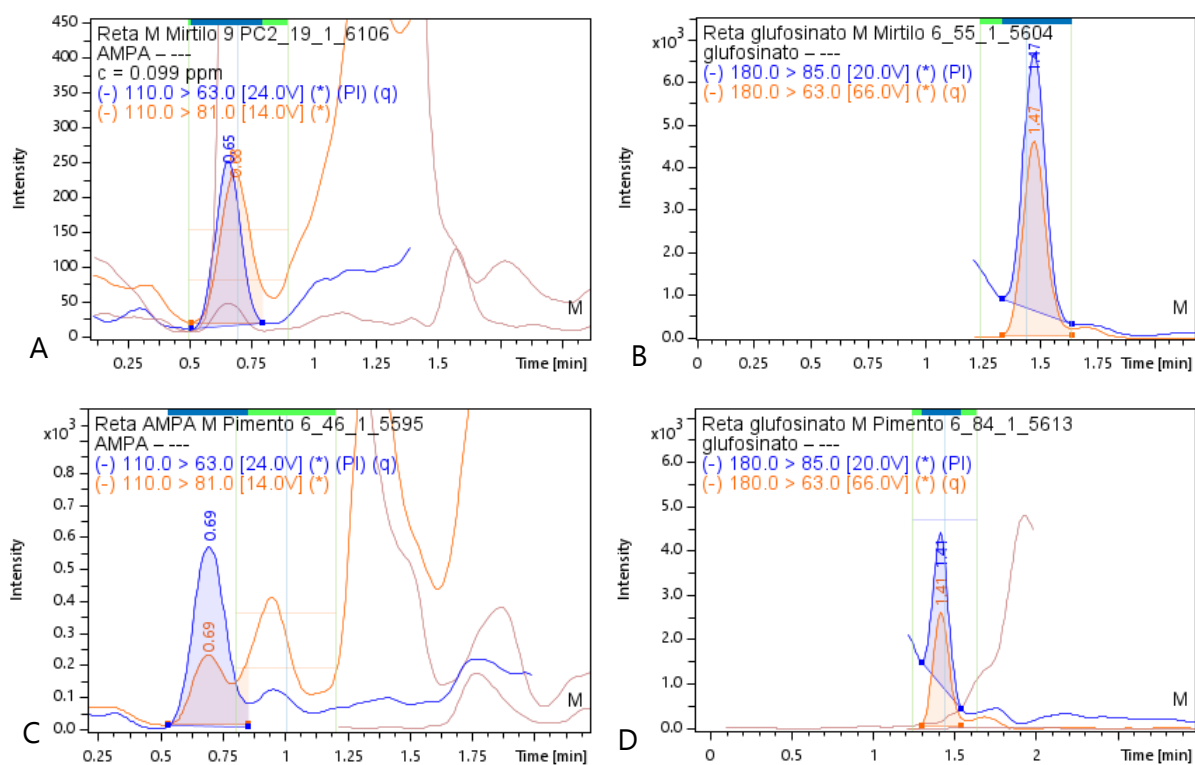 Reta M Mirtilo 9 PC2_19_1_6106
AMPA – ---
c = 0.099 ppm
(-) 110.0 > 63.0 [24.0V] (*) (PI) (q)
(-) 110.0 > 81.0 [14.0V] (*)
450
400
350
300
250
200
150
100
50
0
Intensity
0.65
0.68
M
0.25
0.5
0.75
1
1.25
1.5
Time [min]
A
Reta glufosinato M Mirtilo 6_55_1_5604
glufosinato – ---
(-) 180.0 > 85.0 [20.0V] (*) (PI)
(-) 180.0 > 63.0 [66.0V] (*) (q)
x10³
6.0
5.0
4.0
3.0
2.0
1.0
0.0
Intensity
1.47
1.47
M
0
0.25
0.5
0.75
1
1.25
1.5
1.75
Time [min]
B
Reta AMPA M Pimento 6_46_1_5595
AMPA – ---
(-) 110.0 > 63.0 [24.0V] (*) (PI) (q)
(-) 110.0 > 81.0 [14.0V] (*)
x10³
0.8
0.7
0.6
0.5
0.4
0.3
0.2
0.1
0.0
Intensity
0.69
0.69
M
0.25
0.5
0.75
1
1.25
1.5
1.75
Time [min]
C
Reta glufosinato M Pimento 6_84_1_5613
glufosinato – ---
(-) 180.0 > 85.0 [20.0V] (*) (PI)
(-) 180.0 > 63.0 [66.0V] (*) (q)
x10³
6.0
5.0
4.0
3.0
2.0
1.0
0.0
Intensity
1.41
1.41
M
0
0.5
1
1.5
2
Time [min]
D